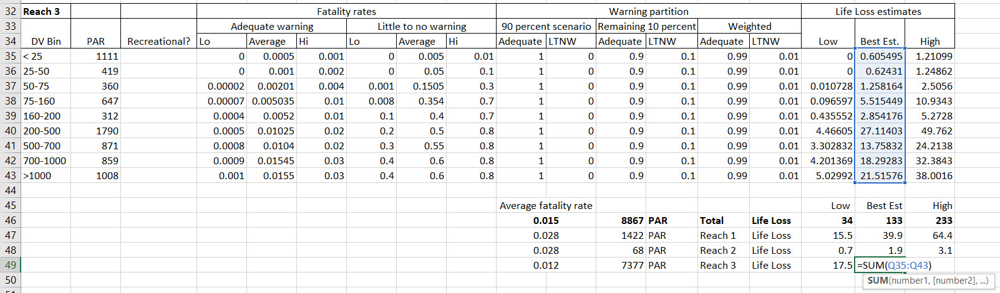 32 Reach 3 Fatality rates Warning partition Life Loss estimates
33 Adequate warning Little to no warning 90 percent scenario Remaining 10 percent Weighted
34 DV Bin PAR Recreational? Lo Average Hi Lo Average Hi Adequate LTNW Adequate LTNW Adequate LTNW Low Best Est. High
35 < 25 1111 0 0.0005 0.001 0 0.005 0.01 1 0 0.9 0.1 0.99 0.01 0 0.605495 1.21099
36 25-50 419 0 0.001 0.002 0 0.05 0.1 1 0 0.9 0.1 0.99 0.01 0 0.62431 1.24862
37 50-75 360 0.00002 0.00201 0.004 0.001 0.1505 0.3 1 0 0.9 0.1 0.99 0.01 0.010728 1.258164 2.5056
38 75-160 647 0.00007 0.005035 0.01 0.008 0.354 0.7 1 0 0.9 0.1 0.99 0.01 0.096597 5.515449 10.9343
39 160-200 312 0.0004 0.0052 0.01 0.1 0.4 0.7 1 0 0.9 0.1 0.99 0.01 0.435552 2.854176 5.2728
40 200-500 1790 0.0005 0.01025 0.02 0.2 0.5 0.8 1 0 0.9 0.1 0.99 0.01 4.46605 27.11403 49.762
41 500-700 871 0.0008 0.0104 0.02 0.3 0.55 0.8 1 0 0.9 0.1 0.99 0.01 3.302832 13.75832 24.2138
42 700-1000 859 0.0009 0.01545 0.03 0.4 0.6 0.8 1 0 0.9 0.1 0.99 0.01 4.201369 18.29283 32.3843
43 >1000 1008 0.001 0.0155 0.03 0.4 0.6 0.8 1 0 0.9 0.1 0.99 0.01 5.02992 21.51576 38.0016
44
45 Average fatality rate Low Best Est High
46 0.015 8867 PAR Total Life Loss 34 133 233
47 0.028 1422 PAR Reach 1 Life Loss 15.5 39.9 64.4
48 0.028 68 PAR Reach 2 Life Loss 0.7 1.9 3.1
49 0.012 7377 PAR Reach 3 Life Loss 17.5 =SUM(Q35:Q43)
50 SUM(number1, [number2], ...)